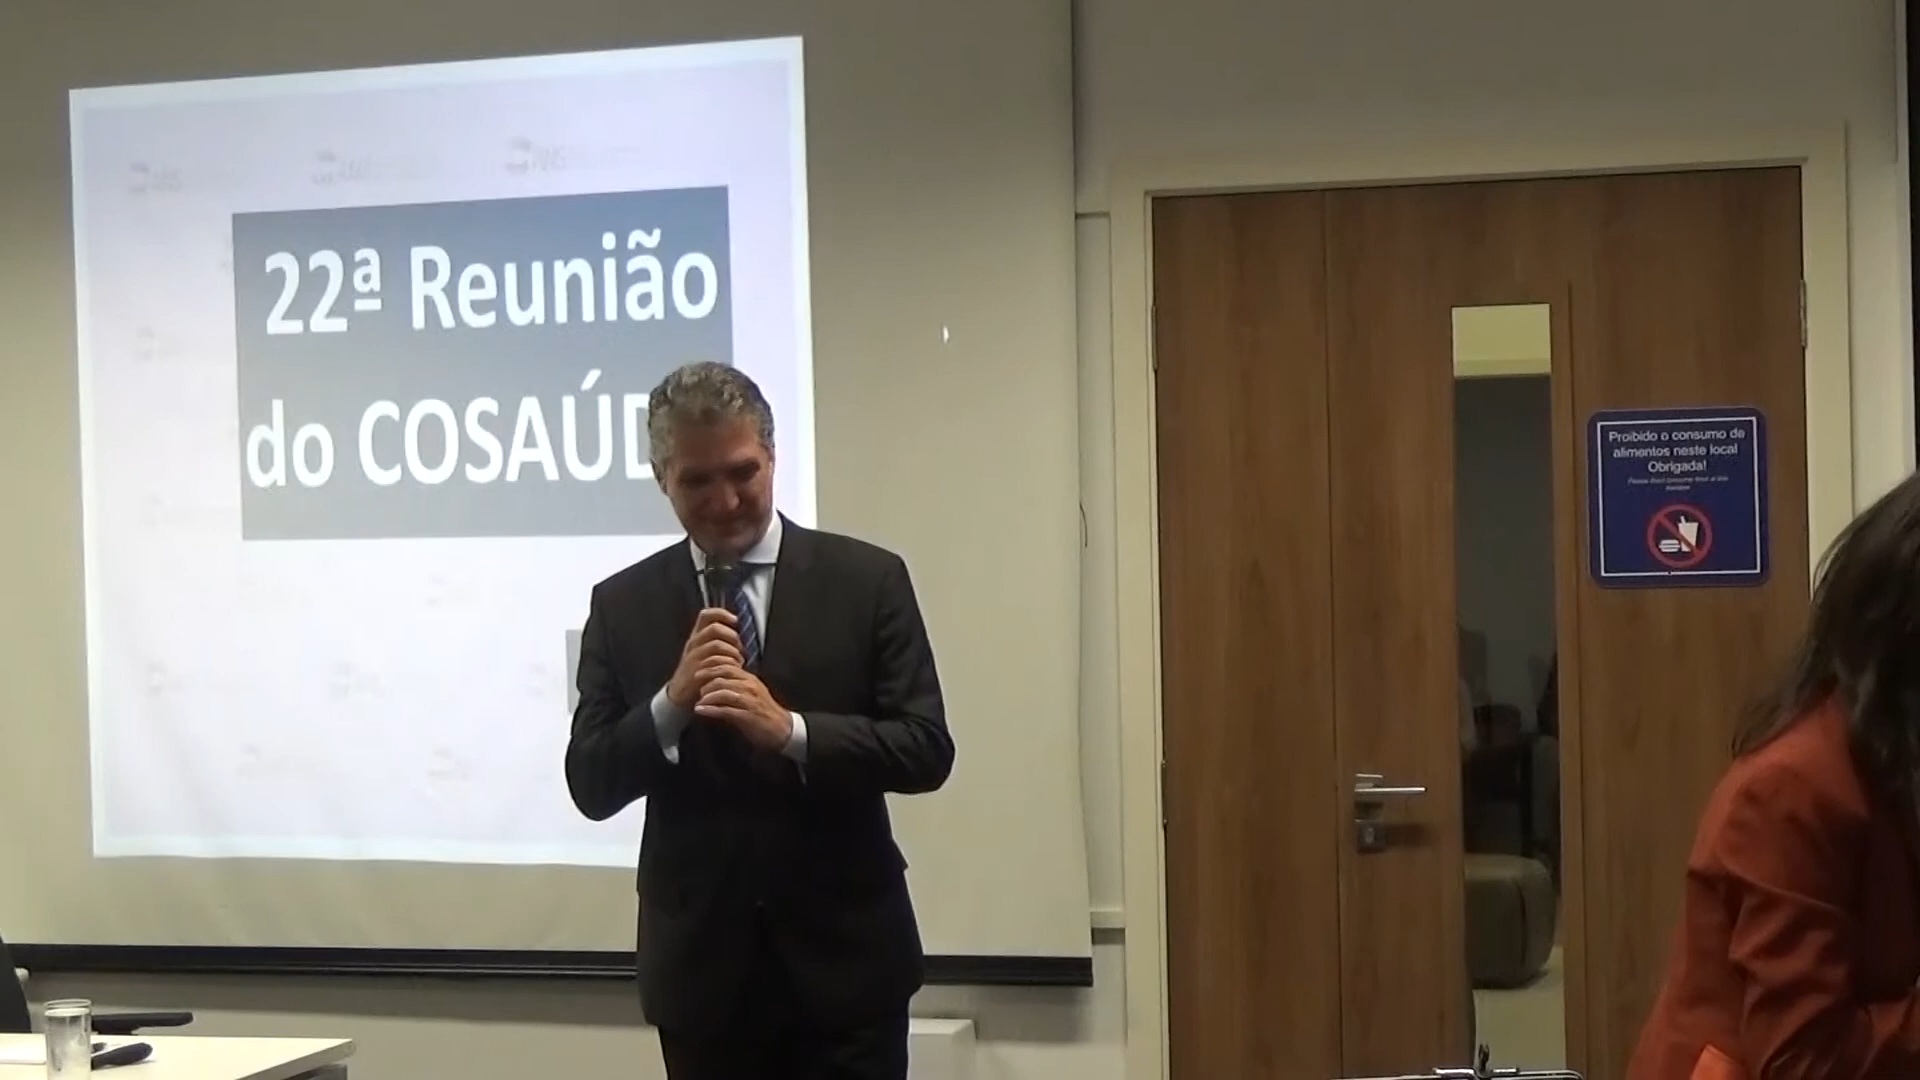 22ª Reunião
do COSAÚD
Proibido o consumo de
alimentos neste local
Obrigada!